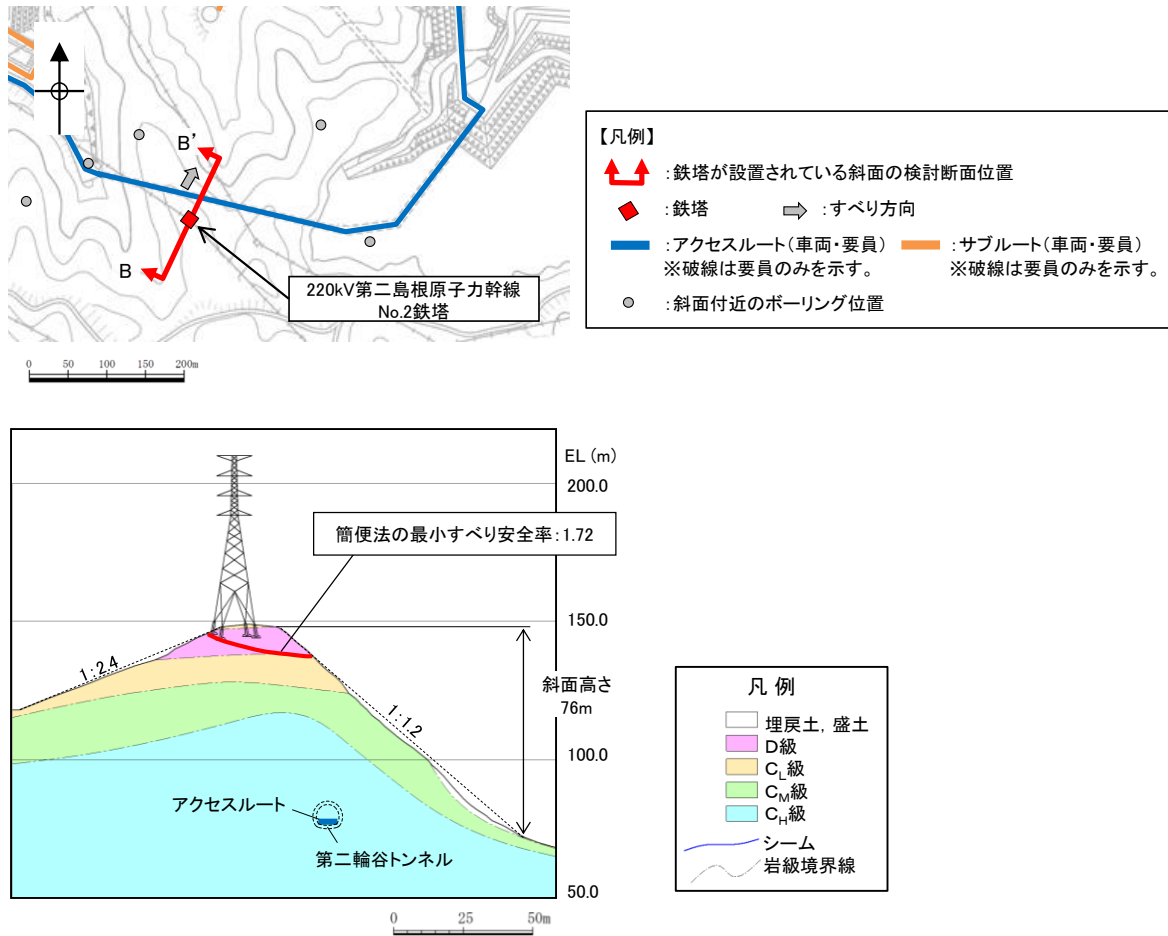 B'
B
220kV第二島根原子力幹線
No.2鉄塔
0 50 100 150 200m
【凡例】
:鉄塔が設置されている斜面の検討断面位置
:鉄塔
:すべり方向
:アクセスルート(車両・要員)
※破線は要員のみを示す。
:サブルート(車両・要員)
※破線は要員のみを示す。
:斜面付近のボーリング位置
EL (m)
200.0
簡便法の最小すべり安全率:1.72
150.0
1:2.4
斜面高さ
76m
1:1.2
100.0
アクセスルート
第二輪谷トンネル
50.0
0 25 50m
凡 例
埋戻土, 盛土
D級
CL級
CM級
CH級
シーム
岩級境界線